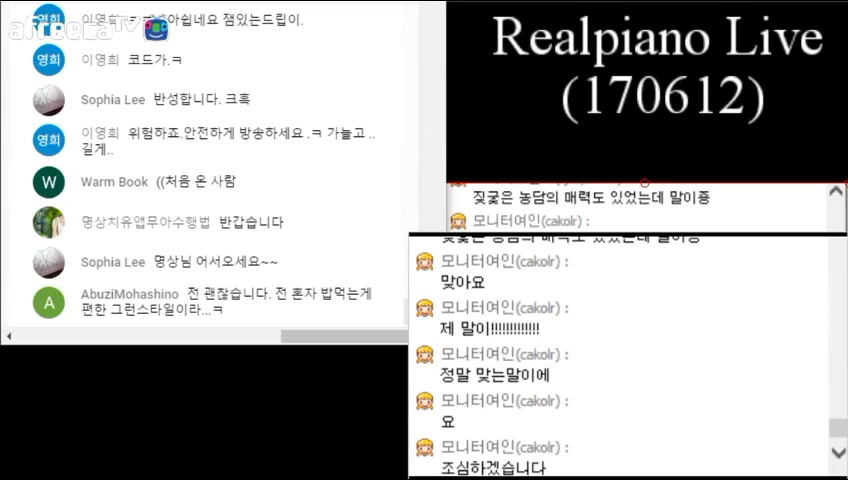 afreecaTV
이영희 아쉽네요 잼있는드립이.
영희 이영희 코드가.ㅋ
Sophia Lee 반성합니다. 크흑
영희 이영희 위험하죠.안전하게 방송하세요 .ㅋ 가늘고 ..
길게..
W Warm Book ((처음 온 사람
명상치유앱무아수행법 반갑습니다
Sophia Lee 명상님 어서오세요~~
A AbuziMohashino 전 괜찮습니다. 전 혼자 밥먹는게
편한 그런스타일이라...ㅋ
Realpiano Live
(170612)
짖궂은 농담의 매력도 있었는데 말이죵
모니터여인(cakolr) :
모니터여인(cakolr) :
맞아요
모니터여인(cakolr) :
제 말이!!!!!!!!!!!!!
모니터여인(cakolr) :
정말 맞는말이에
모니터여인(cakolr) :
요
모니터여인(cakolr) :
조심하겠습니다